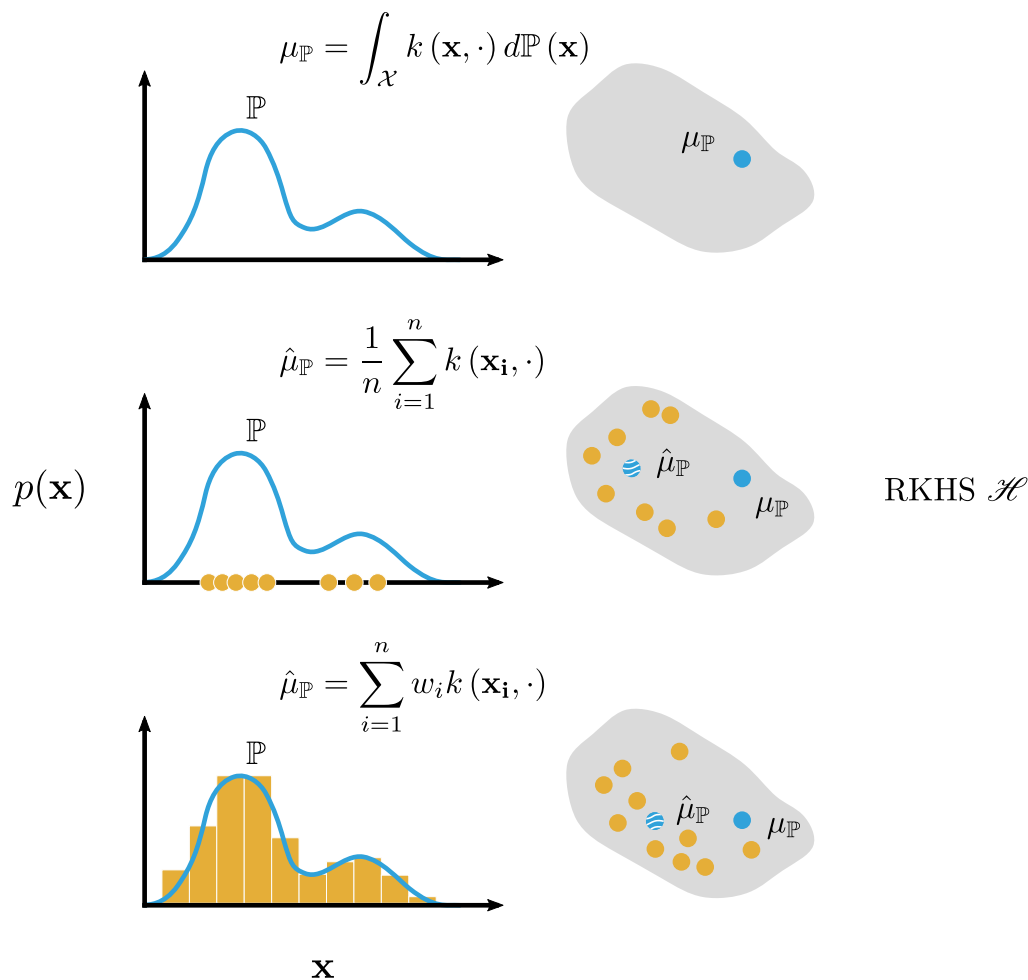 μ_ℙ = ∫_𝒳 k (𝐱, ·) dℙ (𝐱)
ℙ
μ_ℙ
μ̂_ℙ = 1/n ∑_{i=1}^{n} k (𝐱_𝐢, ·)
ℙ
μ̂_ℙ
μ_ℙ
p(𝐱)
RKHS ℋ
μ̂_ℙ = ∑_{i=1}^{n} w_i k (𝐱_𝐢, ·)
ℙ
μ̂_ℙ
μ_ℙ
𝐱